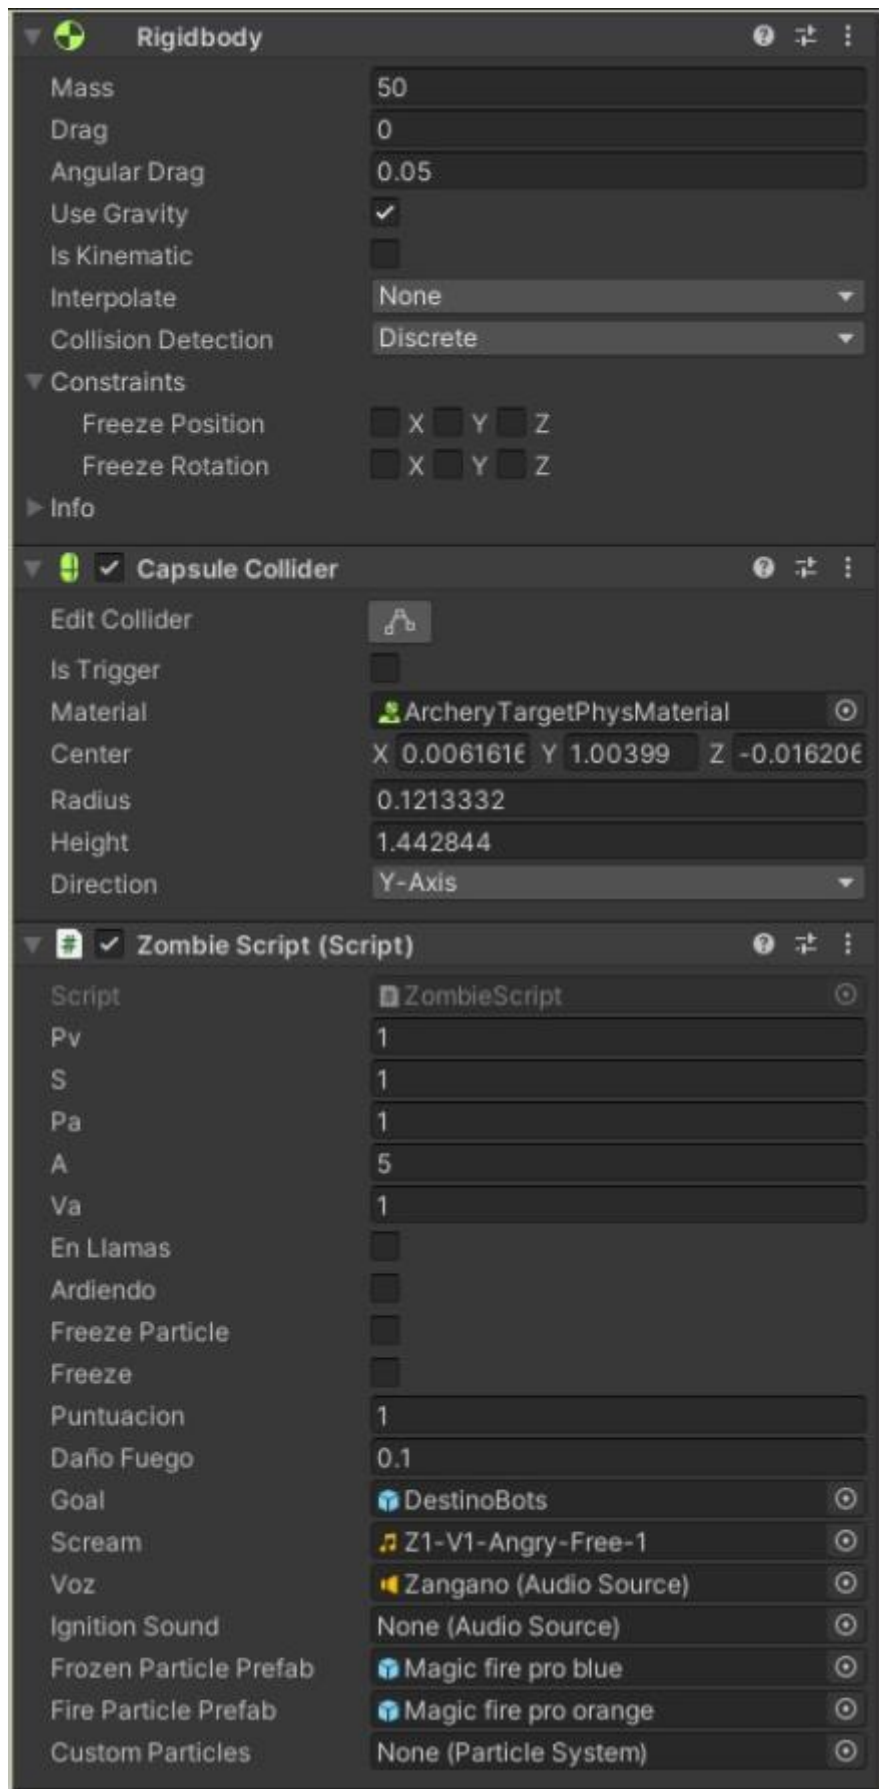 Rigidbody
Mass 50
Drag 0
Angular Drag 0.05
Use Gravity
Is Kinematic
Interpolate None
Collision Detection Discrete
Constraints
Freeze Position X Y Z
Freeze Rotation X Y Z
Info
Capsule Collider
Edit Collider
Is Trigger
Material ArcheryTargetPhysMaterial
Center X 0.0061616 Y 1.00399 Z -0.016206
Radius 0.1213332
Height 1.442844
Direction Y-Axis
# Zombie Script (Script)
Script ZombieScript
Pv 1
S 1
Pa 1
A 5
Va 1
En Llamas
Ardiendo
Freeze Particle
Freeze
Puntuacion 1
Daño Fuego 0.1
Goal DestinoBots
Scream Z1-V1-Angry-Free-1
Voz Zangano (Audio Source)
Ignition Sound None (Audio Source)
Frozen Particle Prefab Magic fire pro blue
Fire Particle Prefab Magic fire pro orange
Custom Particles None (Particle System)